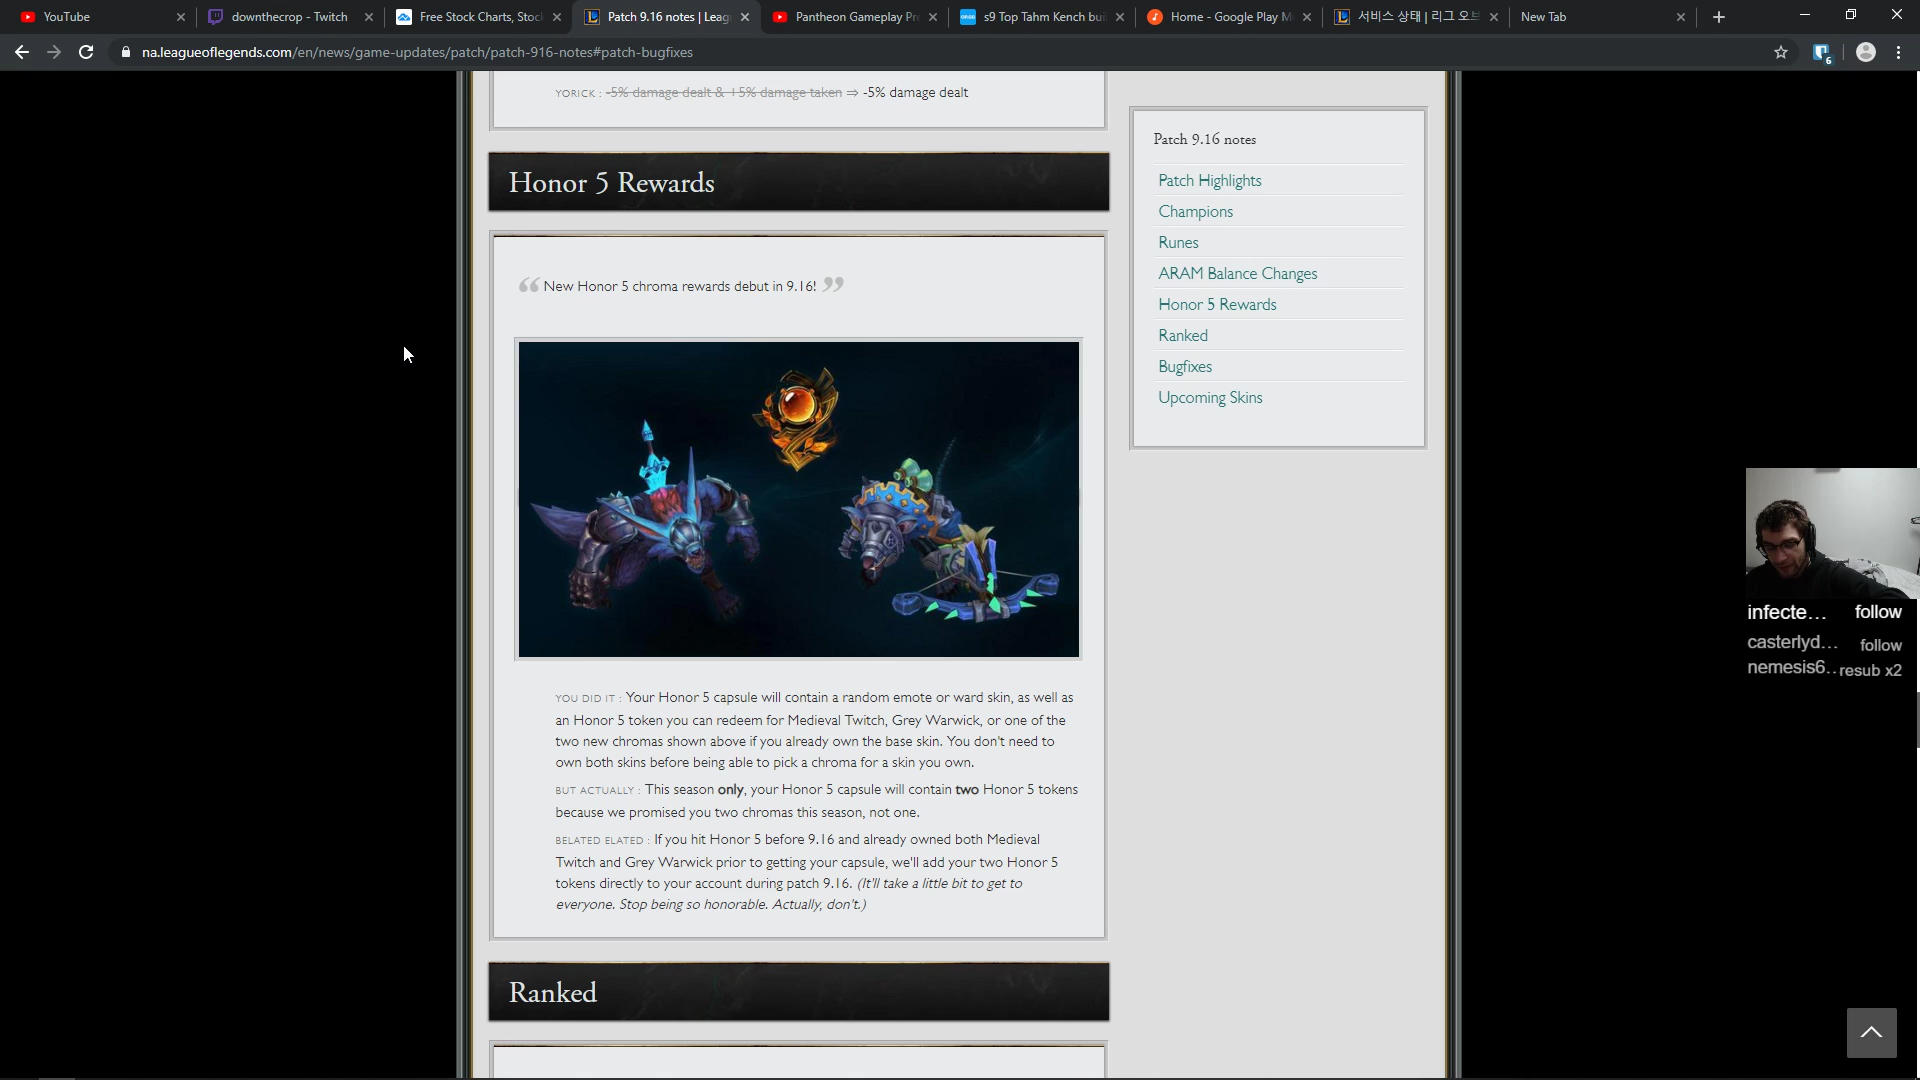 YouTube
downthecrop - Twitch
Free Stock Charts, Stoc
Patch 9.16 notes | Leag
Pantheon Gameplay Pr
s9 Top Tahm Kench bui
Home - Google Play M
서비스 상태 | 리그 오브
New Tab
na.leagueoflegends.com/en/news/game-updates/patch/patch-916-notes#patch-bugfixes
6
YORICK : -5% damage dealt & +5% damage taken ⇒ -5% damage dealt
Honor 5 Rewards
“ New Honor 5 chroma rewards debut in 9.16! ”
YOU DID IT : Your Honor 5 capsule will contain a random emote or ward skin, as well as
an Honor 5 token you can redeem for Medieval Twitch, Grey Warwick, or one of the
two new chromas shown above if you already own the base skin. You don't need to
own both skins before being able to pick a chroma for a skin you own.
BUT ACTUALLY : This season only, your Honor 5 capsule will contain two Honor 5 tokens
because we promised you two chromas this season, not one.
BELATED ELATED : If you hit Honor 5 before 9.16 and already owned both Medieval
Twitch and Grey Warwick prior to getting your capsule, we'll add your two Honor 5
tokens directly to your account during patch 9.16. (It'll take a little bit to get to
everyone. Stop being so honorable. Actually, don't.)
Ranked
Patch 9.16 notes
Patch Highlights
Champions
Runes
ARAM Balance Changes
Honor 5 Rewards
Ranked
Bugfixes
Upcoming Skins
infecte... follow
casterlyd... follow
nemesis6.. resub x2